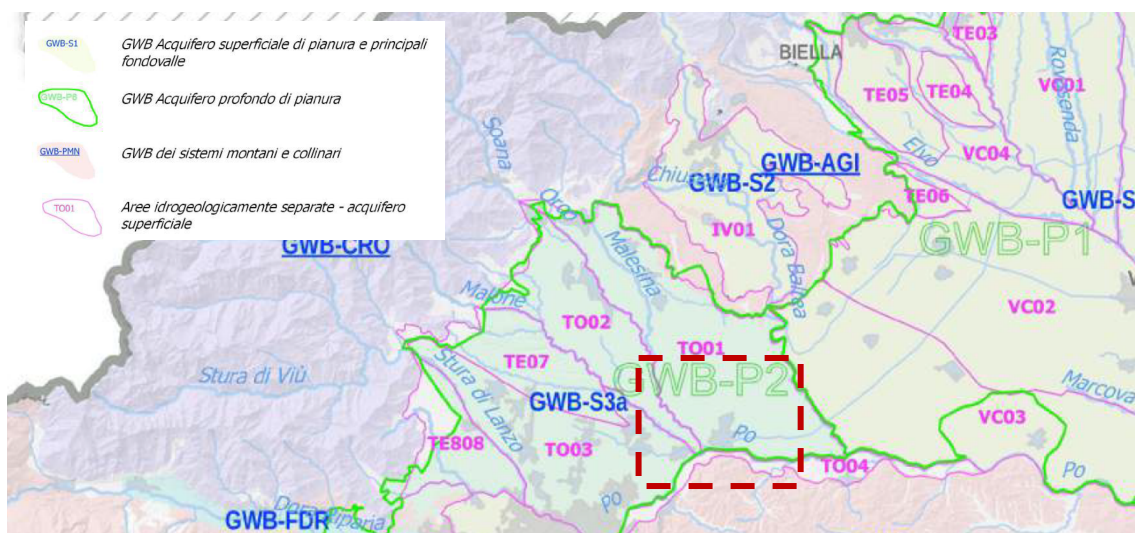 GWB-S1
GWB Acquifero superficiale di pianura e principali
fondovalle
GWB-P6
GWB Acquifero profondo di pianura
GWB-PMN
GWB dei sistemi montani e collinari
TO01
Aree idrogeologicamente separate - acquifero
superficiale
BIELLA
TE03
Rovasenda
TE05
TE04
VC01
Elvo
VC04
Soana
Chiusella
GWB-S2
GWB-AGI
TE06
GWB-S
Orco
IV01
GWB-P1
GWB-CRO
Malesina
Dora Baltea
Malone
TO02
VC02
TE07
TO01
Stura di Viù
GWB-P2
Stura di Lanzo
GWB-S3a
Marcova
VC03
TE808
TO03
Po
TO04
Po
Po
Dora Riparia
GWB-FDR